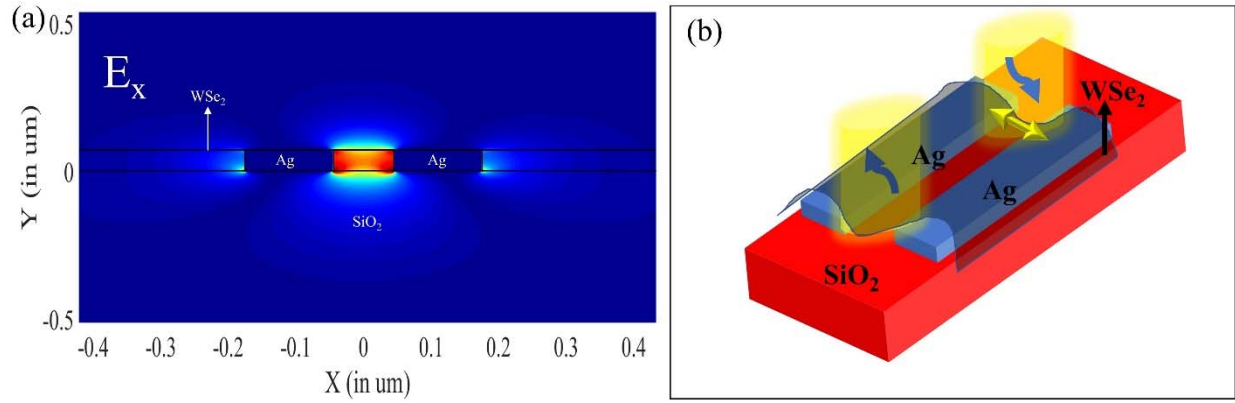 (a)
0.5
Ex
WSe2
Ag
Ag
0
SiO2
-0.5
Y (in um)
-0.4
-0.3
-0.2
-0.1
0
0.1
0.2
0.3
0.4
X (in um)
(b)
WSe2
Ag
Ag
SiO2